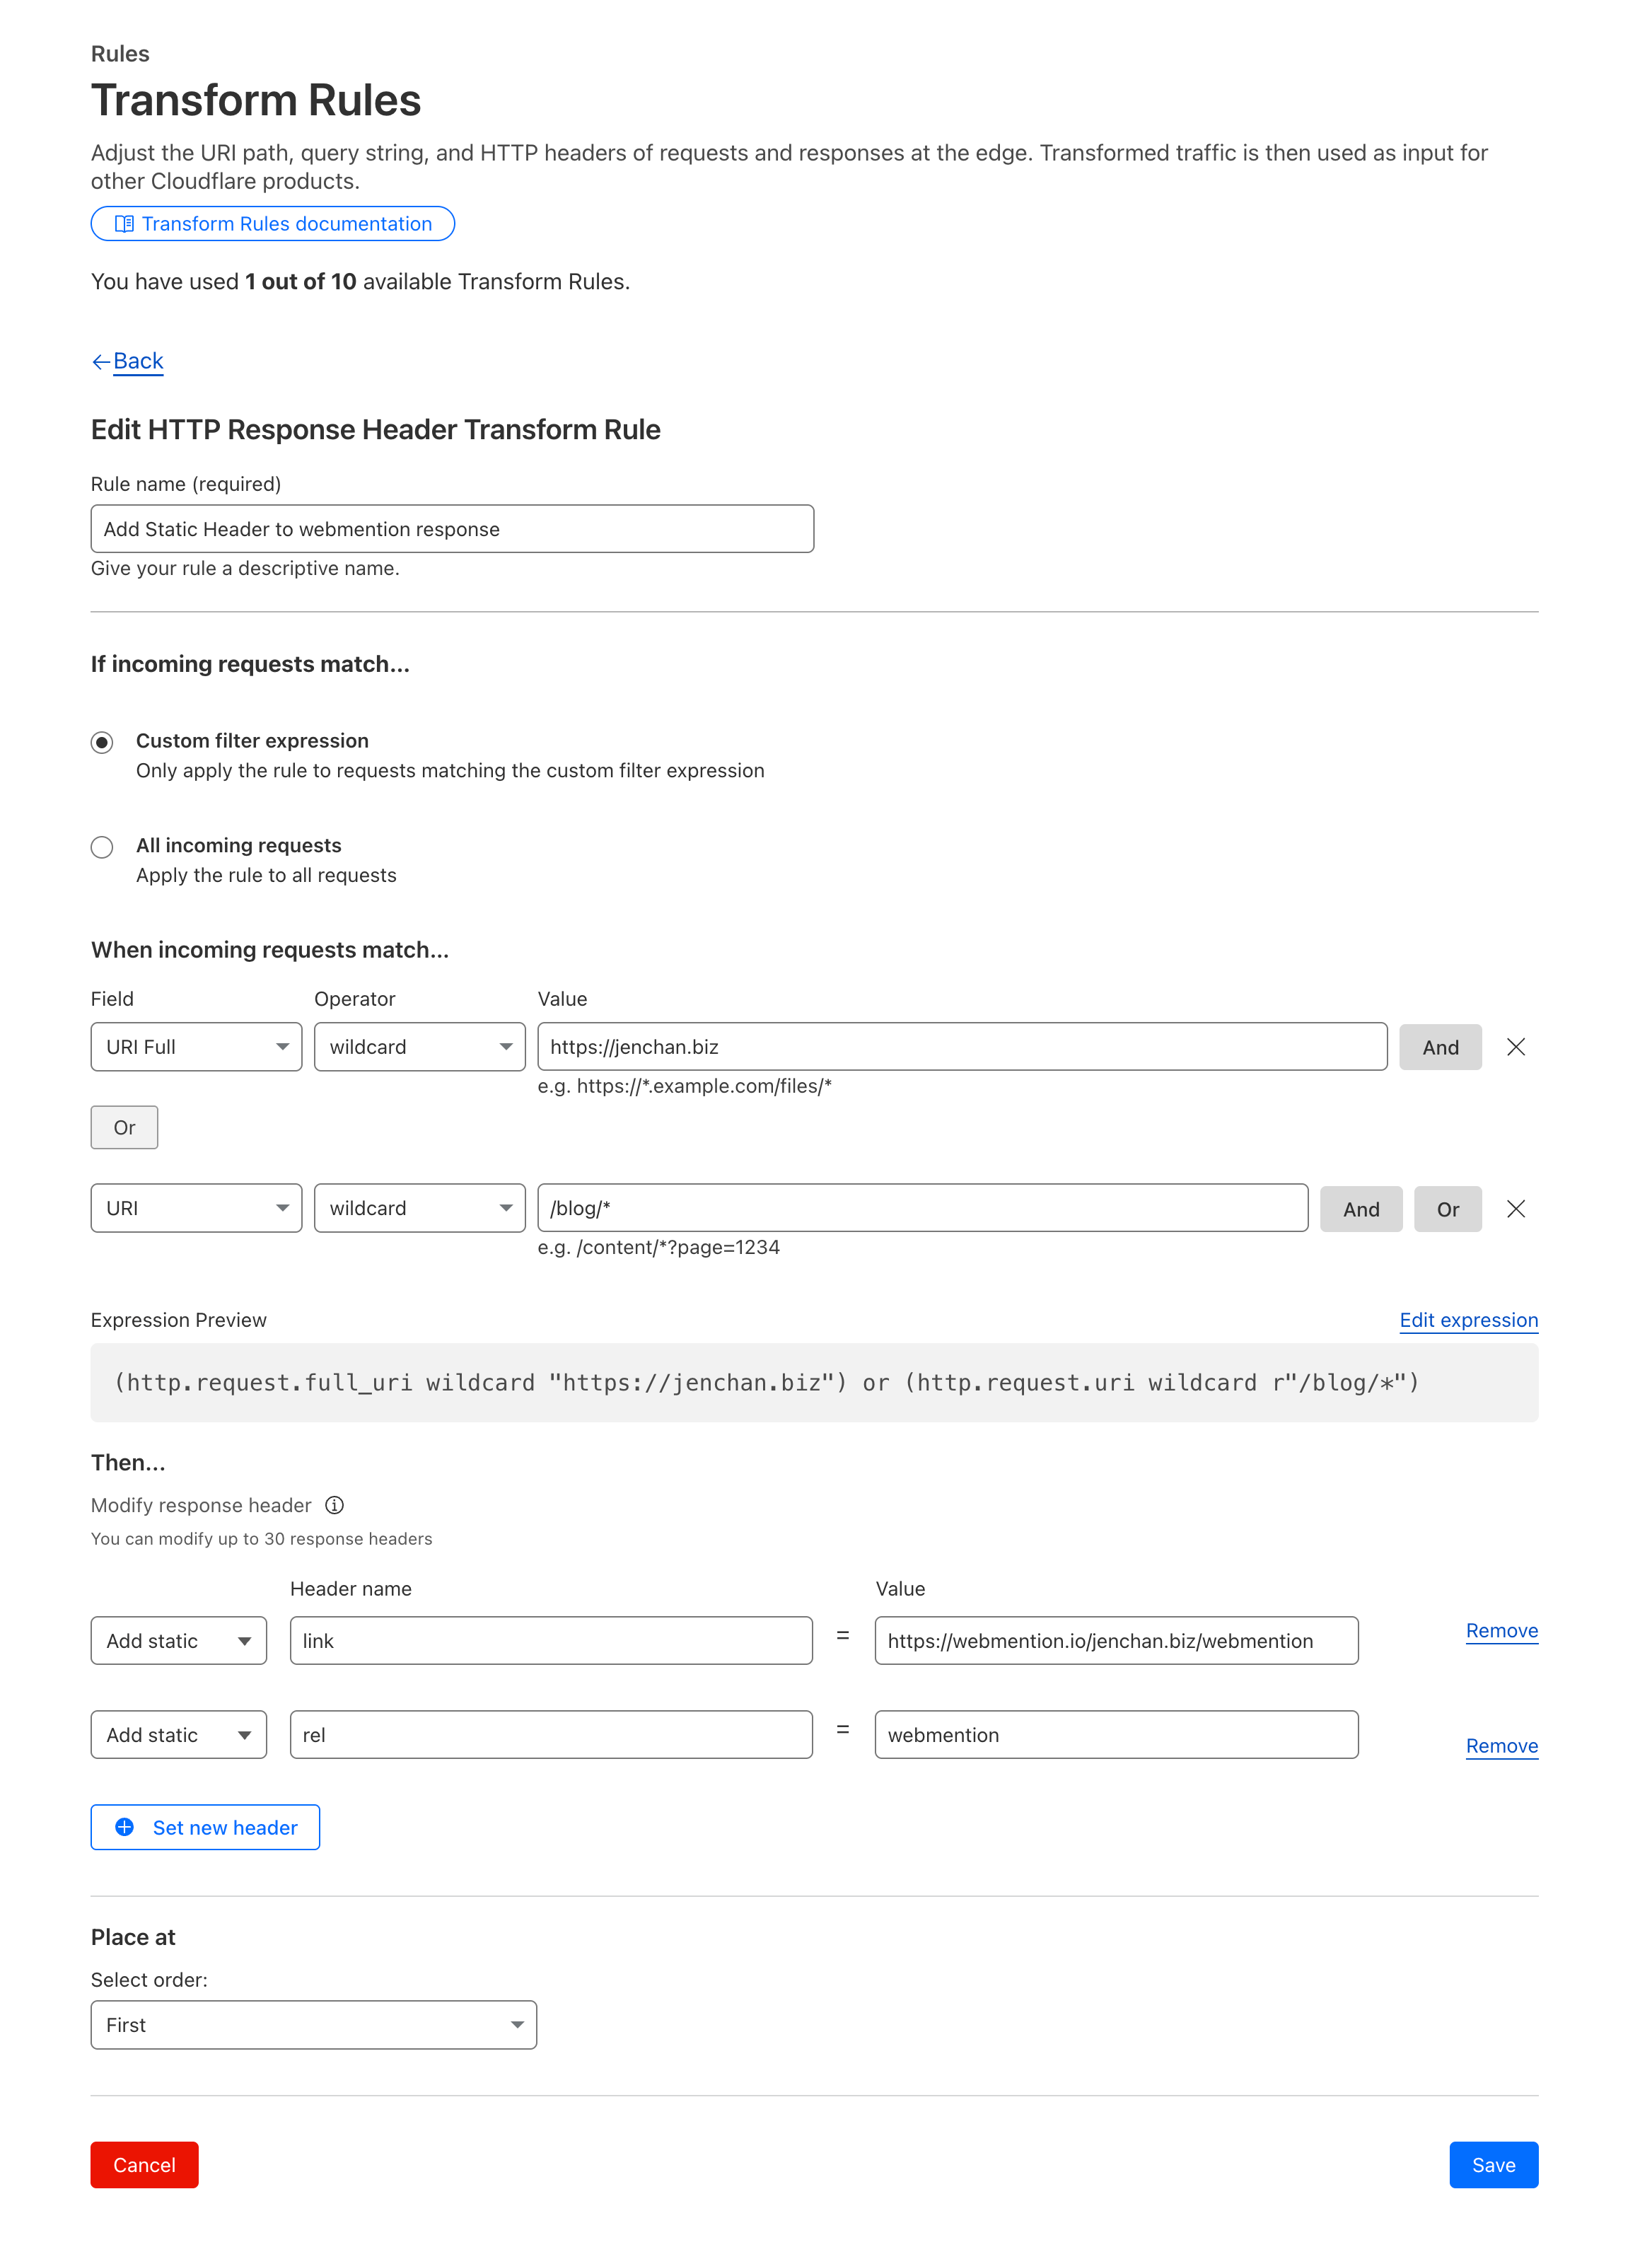 Rules
Transform Rules
Adjust the URI path, query string, and HTTP headers of requests and responses at the edge. Transformed traffic is then used as input for
other Cloudflare products.
Transform Rules documentation
You have used 1 out of 10 available Transform Rules.
←Back
Edit HTTP Response Header Transform Rule
Rule name (required)
Add Static Header to webmention response
Give your rule a descriptive name.
If incoming requests match...
Custom filter expression
Only apply the rule to requests matching the custom filter expression
All incoming requests
Apply the rule to all requests
When incoming requests match...
Field Operator Value
URI Full wildcard https://jenchan.biz And
e.g. https://*.example.com/files/*
Or
URI wildcard /blog/* And Or
e.g. /content/*?page=1234
Expression Preview Edit expression
(http.request.full_uri wildcard "https://jenchan.biz") or (http.request.uri wildcard r"/blog/*")
Then...
Modify response header
You can modify up to 30 response headers
Header name Value
Add static link = https://webmention.io/jenchan.biz/webmention Remove
Add static rel = webmention Remove
Set new header
Place at
Select order:
First
Cancel Save